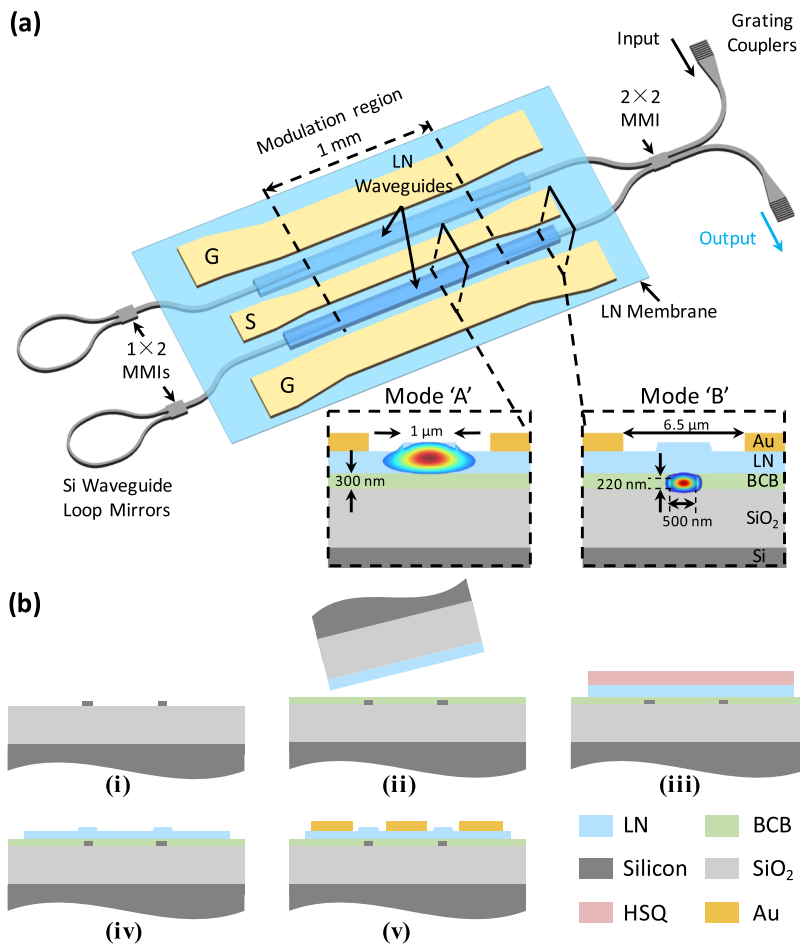 (a)
Input
Grating
Couplers
2×2
MMI
Modulation region
1 mm
LN
Waveguides
Output
G
S
G
LN Membrane
1×2
MMIs
Si Waveguide
Loop Mirrors
Mode 'A'
Mode 'B'
1 µm
6.5 µm
Au
LN
300 nm
220 nm
BCB
500 nm
SiO₂
Si
(b)
(i)
(ii)
(iii)
(iv)
(v)
LN
BCB
Silicon
SiO₂
HSQ
Au